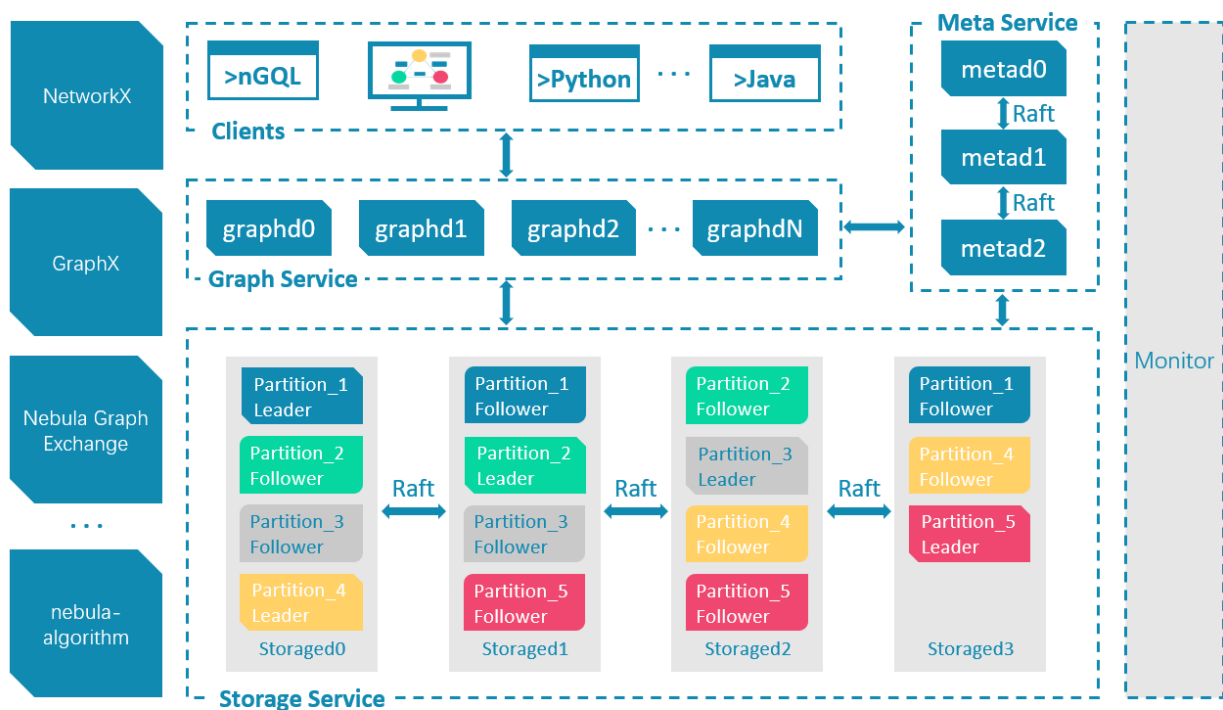 NetworkX
GraphX
Nebula Graph
Exchange
...
nebula-
algorithm
>nGQL
>Python
...
>Java
Clients
graphd0
graphd1
graphd2
...
graphdN
Graph Service
Meta Service
metad0
Raft
metad1
Raft
metad2
Partition_1
Leader
Partition_2
Follower
Partition_3
Follower
Partition_4
Leader
Storaged0
Raft
Partition_1
Follower
Partition_2
Leader
Partition_3
Follower
Partition_5
Follower
Storaged1
Raft
Partition_2
Follower
Partition_3
Leader
Partition_4
Follower
Partition_5
Follower
Storaged2
Raft
Partition_1
Follower
Partition_4
Follower
Partition_5
Leader
Storaged3
Storage Service
Monitor